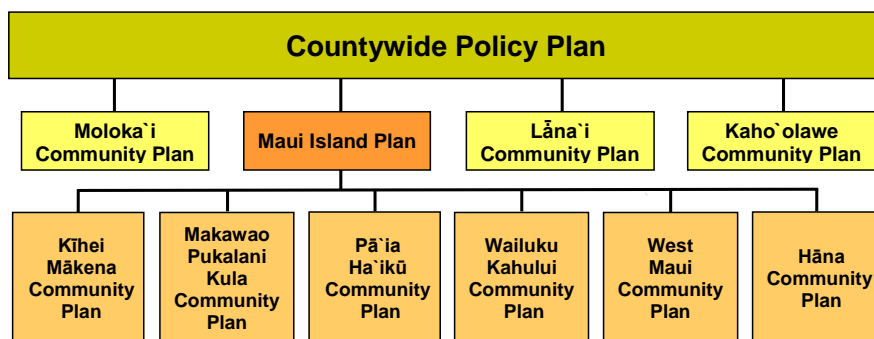 Countywide Policy Plan
Moloka`i
Community Plan
Maui Island Plan
Lāna`i
Community Plan
Kaho`olawe
Community Plan
Kīhei
Mākena
Community
Plan
Makawao
Pukalani
Kula
Community
Plan
Pā`ia
Ha`ikū
Community
Plan
Wailuku
Kahului
Community
Plan
West
Maui
Community
Plan
Hāna
Community
Plan